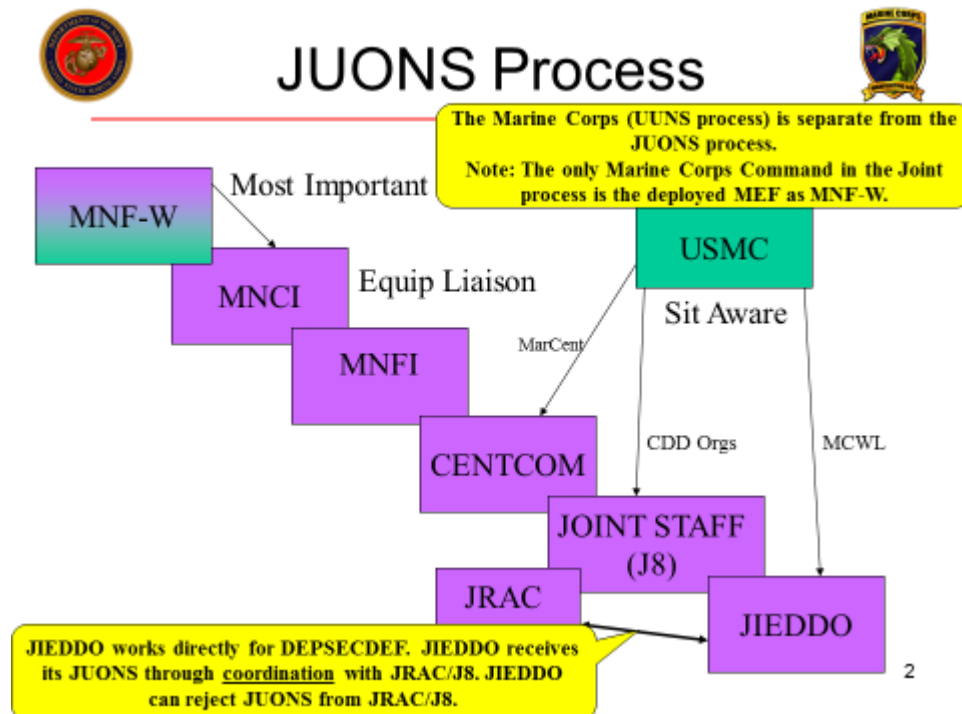 MARINE CORPS
JUONS Process
The Marine Corps (UUNS process) is separate from the
JUONS process.
Note: The only Marine Corps Command in the Joint
process is the deployed MEF as MNF-W.
MNF-W
Most Important
USMC
MNCI
Equip Liaison
Sit Aware
MarCent
MNFI
CENTCOM
CDD Orgs
MCWL
JOINT STAFF
(J8)
JRAC
JIEDDO
JIEDDO works directly for DEPSECDEF. JIEDDO receives
its JUONS through coordination with JRAC/J8. JIEDDO
can reject JUONS from JRAC/J8.
2